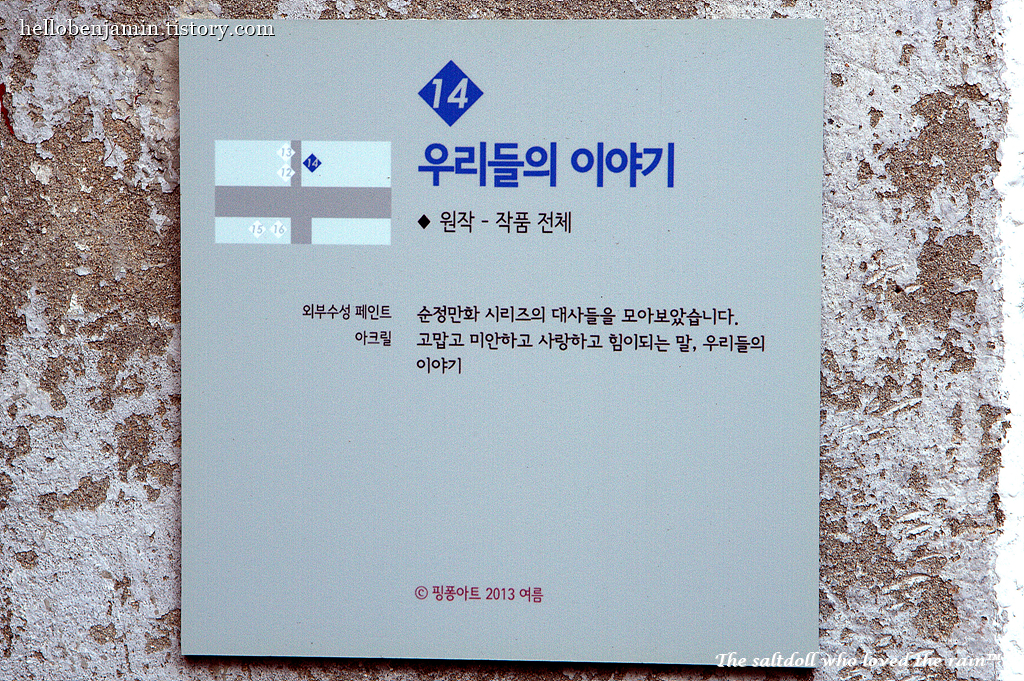 hellobenjamin.tistory.com
14
13
14
12
15 16
우리들의 이야기
◆ 원작 - 작품 전체
외부수성 페인트
아크릴
순정만화 시리즈의 대사들을 모아보았습니다.
고맙고 미안하고 사랑하고 힘이되는 말, 우리들의
이야기
© 핑퐁아트 2013 여름
The saltdoll who loved the rain™